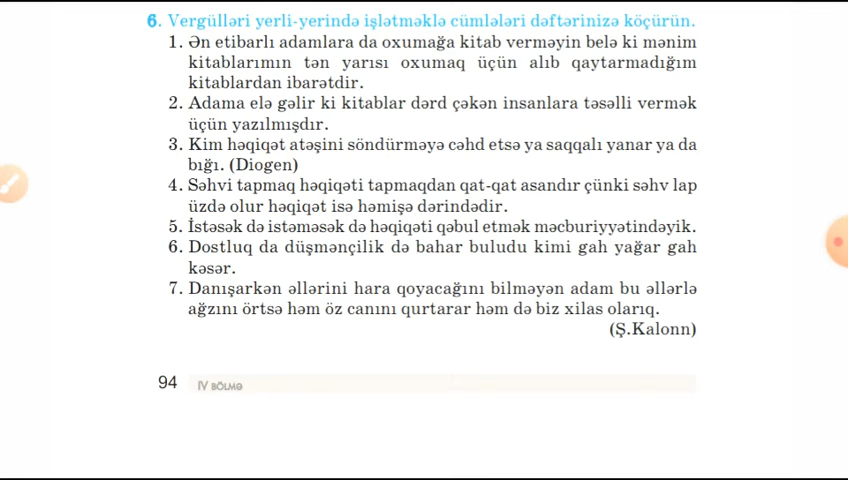 6. Vergülləri yerli-yerində işlətməklə cümlələri dəftərinizə köçürün.
1. Ən etibarlı adamlara da oxumağa kitab verməyin belə ki mənim
kitablarımın tən yarısı oxumaq üçün alıb qaytarmadığım
kitablardan ibarətdir.
2. Adama elə gəlir ki kitablar dərd çəkən insanlara təsəlli vermək
üçün yazılmışdır.
3. Kim həqiqət atəşini söndürməyə cəhd etsə ya saqqalı yanar ya da
bığı. (Diogen)
4. Səhvi tapmaq həqiqəti tapmaqdan qat-qat asandır çünki səhv lap
üzdə olur həqiqət isə həmişə dərindədir.
5. İstəsək də istəməsək də həqiqəti qəbul etmək məcburiyyətindəyik.
6. Dostluq da düşmənçilik də bahar buludu kimi gah yağar gah
kəsər.
7. Danışarkən əllərini hara qoyacağını bilməyən adam bu əllərlə
ağzını örtsə həm öz canını qurtarar həm də biz xilas olarıq.
(Ş.Kalonn)
94 IV BÖLMƏ